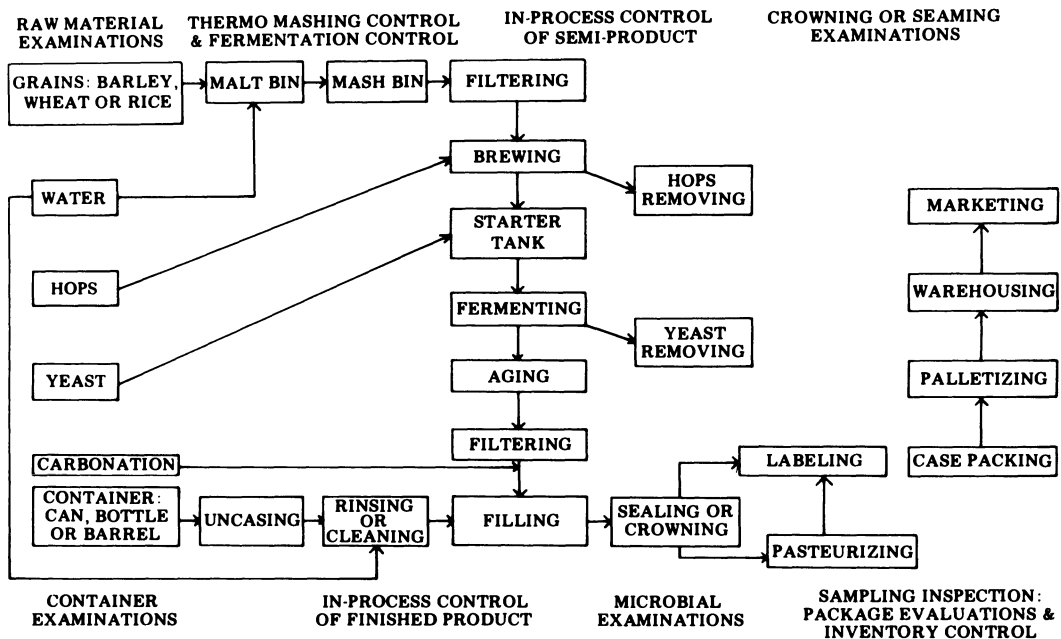 RAW MATERIAL
EXAMINATIONS
THERMO MASHING CONTROL
& FERMENTATION CONTROL
IN-PROCESS CONTROL
OF SEMI-PRODUCT
CROWNING OR SEAMING
EXAMINATIONS
GRAINS: BARLEY,
WHEAT OR RICE
MALT BIN
MASH BIN
FILTERING
BREWING
HOPS
REMOVING
WATER
STARTER
TANK
MARKETING
HOPS
FERMENTING
WAREHOUSING
YEAST
REMOVING
YEAST
AGING
PALLETIZING
FILTERING
CARBONATION
LABELING
CASE PACKING
CONTAINER:
CAN, BOTTLE
OR BARREL
UNCASING
RINSING
OR
CLEANING
FILLING
SEALING OR
CROWNING
PASTEURIZING
CONTAINER
EXAMINATIONS
IN-PROCESS CONTROL
OF FINISHED PRODUCT
MICROBIAL
EXAMINATIONS
SAMPLING INSPECTION:
PACKAGE EVALUATIONS &
INVENTORY CONTROL